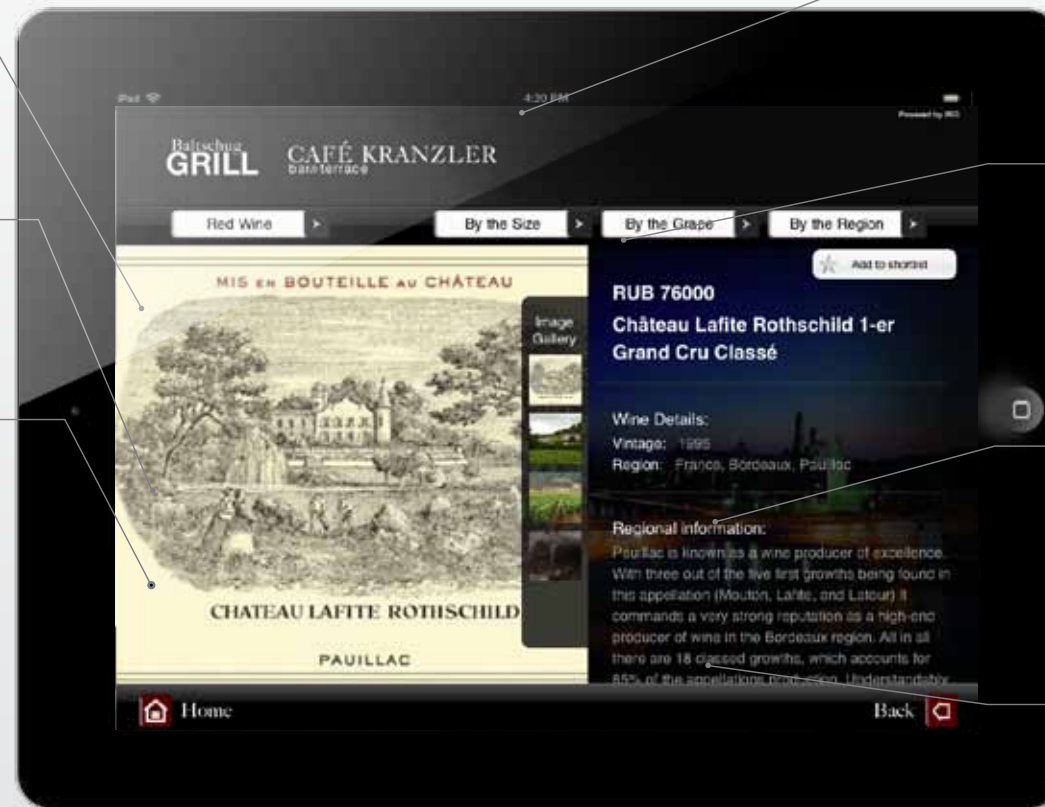 iPad
4:20 PM
Powered by IRIS
Baltschug
GRILL
CAFÉ KRANZLER
bar&terrace
Red Wine
By the Size
By the Grape
By the Region
Add to shortlist
MIS EN BOUTEILLE AU CHÂTEAU
Image
Gallery
RUB 76000
Château Lafite Rothschild 1-er
Grand Cru Classé
Wine Details:
Vintage: 1995
Region: France, Bordeaux, Pauillac
Regional information:
Pauillac is known as a wine producer of excellence.
With three out of the five first growths being found in
this appellation (Mouton, Lafite, and Latour) it
commands a very strong reputation as a high-end
producer of wine in the Bordeaux region. All in all
there are 18 classed growths, which accounts for
85% of the appellations production. Understandably
CHATEAU LAFITE ROTHSCHILD
PAUILLAC
Home
Back